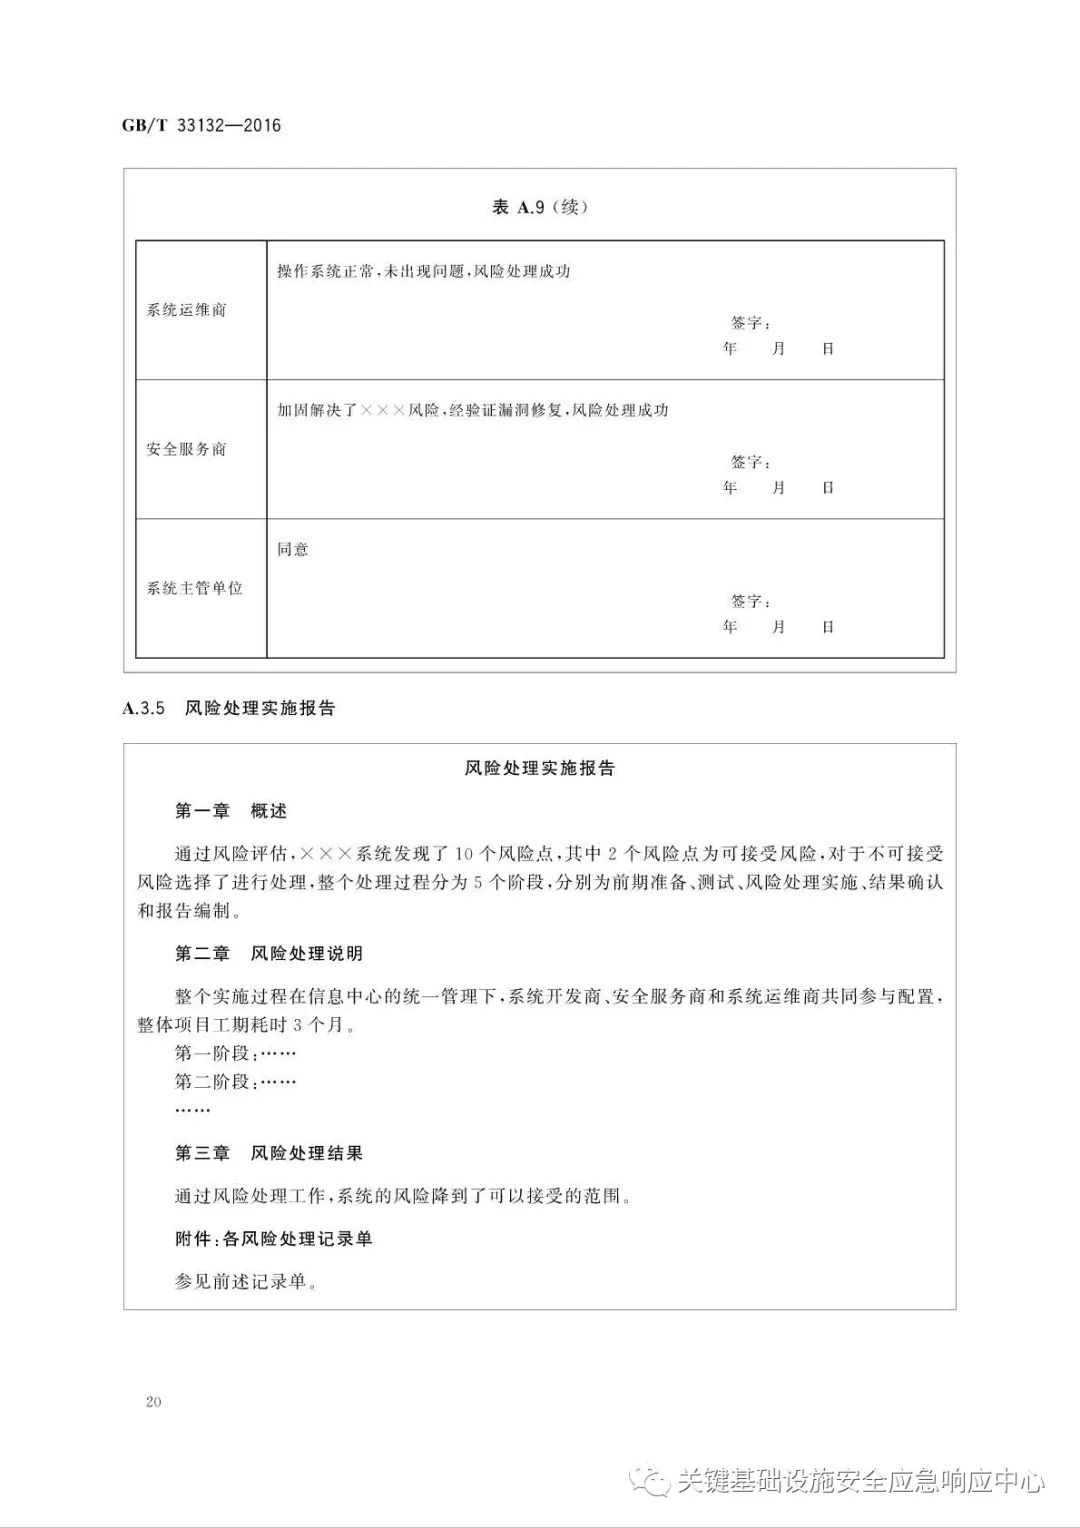 GB/T 33132—2016
表 A.9（续）
操作系统正常,未出现问题,风险处理成功
系统运维商
签字:
年 月 日
加固解决了×××风险,经验证漏洞修复,风险处理成功
安全服务商
签字:
年 月 日
同意
系统主管单位
签字:
年 月 日
A.3.5 风险处理实施报告
风险处理实施报告
第一章 概述
通过风险评估,×××系统发现了 10 个风险点,其中 2 个风险点为可接受风险,对于不可接受
风险选择了进行处理,整个处理过程分为 5 个阶段,分别为前期准备、测试、风险处理实施、结果确认
和报告编制。
第二章 风险处理说明
整个实施过程在信息中心的统一管理下,系统开发商、安全服务商和系统运维商共同参与配置,
整体项目工期耗时 3 个月。
第一阶段:……
第二阶段:……
……
第三章 风险处理结果
通过风险处理工作,系统的风险降到了可以接受的范围。
附件:各风险处理记录单
参见前述记录单。
20
关键基础设施安全应急响应中心